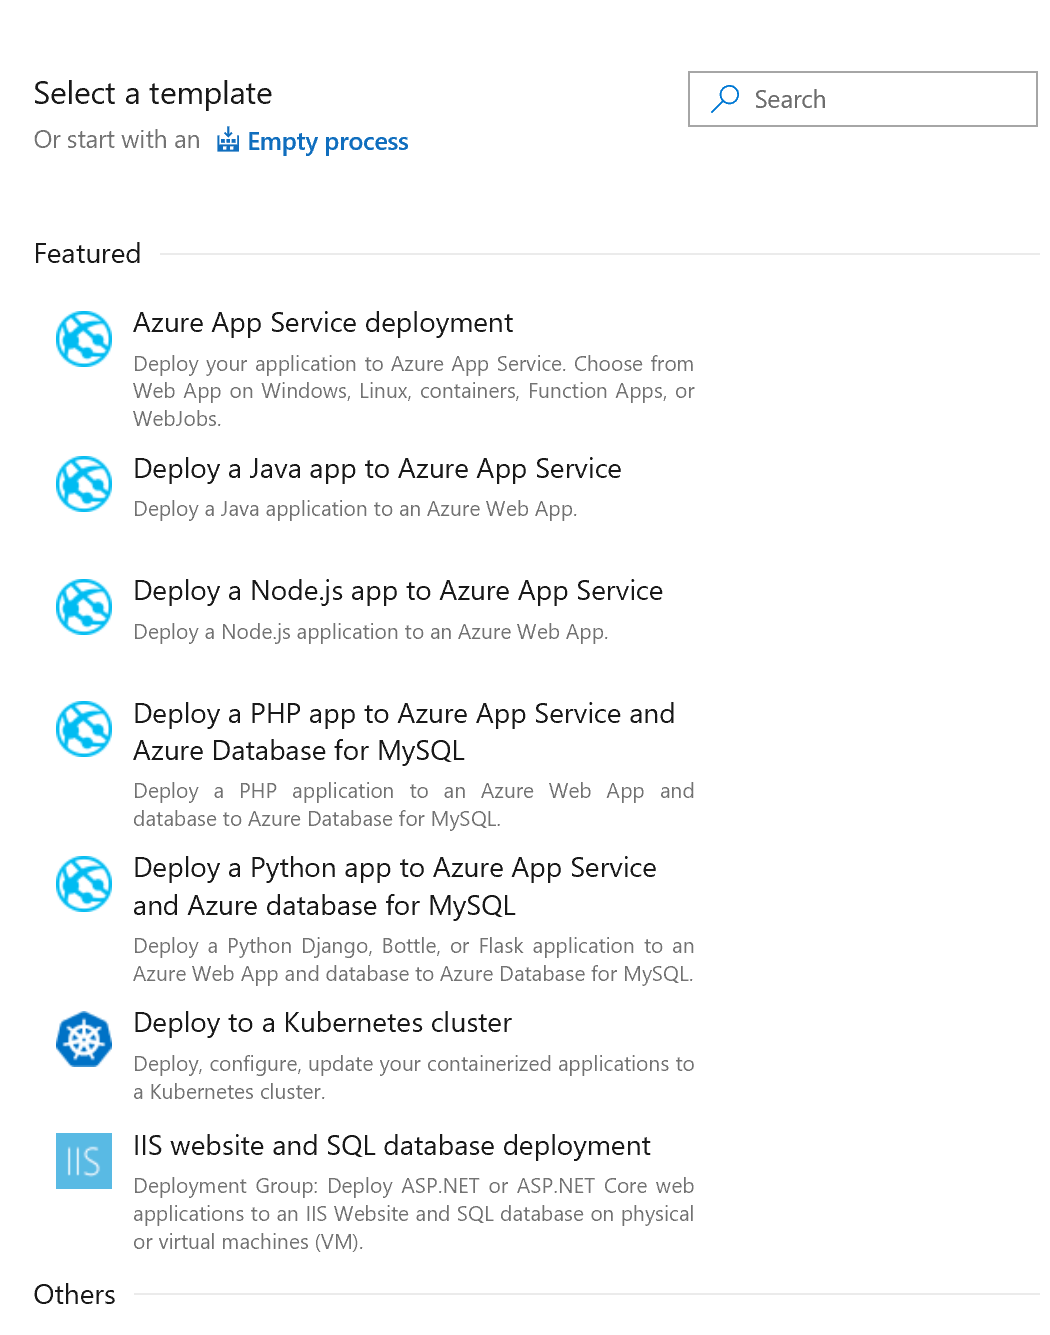 Select a template
Search
Or start with an Empty process
Featured
Azure App Service deployment
Deploy your application to Azure App Service. Choose from
Web App on Windows, Linux, containers, Function Apps, or
WebJobs.
Deploy a Java app to Azure App Service
Deploy a Java application to an Azure Web App.
Deploy a Node.js app to Azure App Service
Deploy a Node.js application to an Azure Web App.
Deploy a PHP app to Azure App Service and
Azure Database for MySQL
Deploy a PHP application to an Azure Web App and
database to Azure Database for MySQL.
Deploy a Python app to Azure App Service
and Azure database for MySQL
Deploy a Python Django, Bottle, or Flask application to an
Azure Web App and database to Azure Database for MySQL.
Deploy to a Kubernetes cluster
Deploy, configure, update your containerized applications to
a Kubernetes cluster.
IIS
IIS website and SQL database deployment
Deployment Group: Deploy ASP.NET or ASP.NET Core web
applications to an IIS Website and SQL database on physical
or virtual machines (VM).
Others